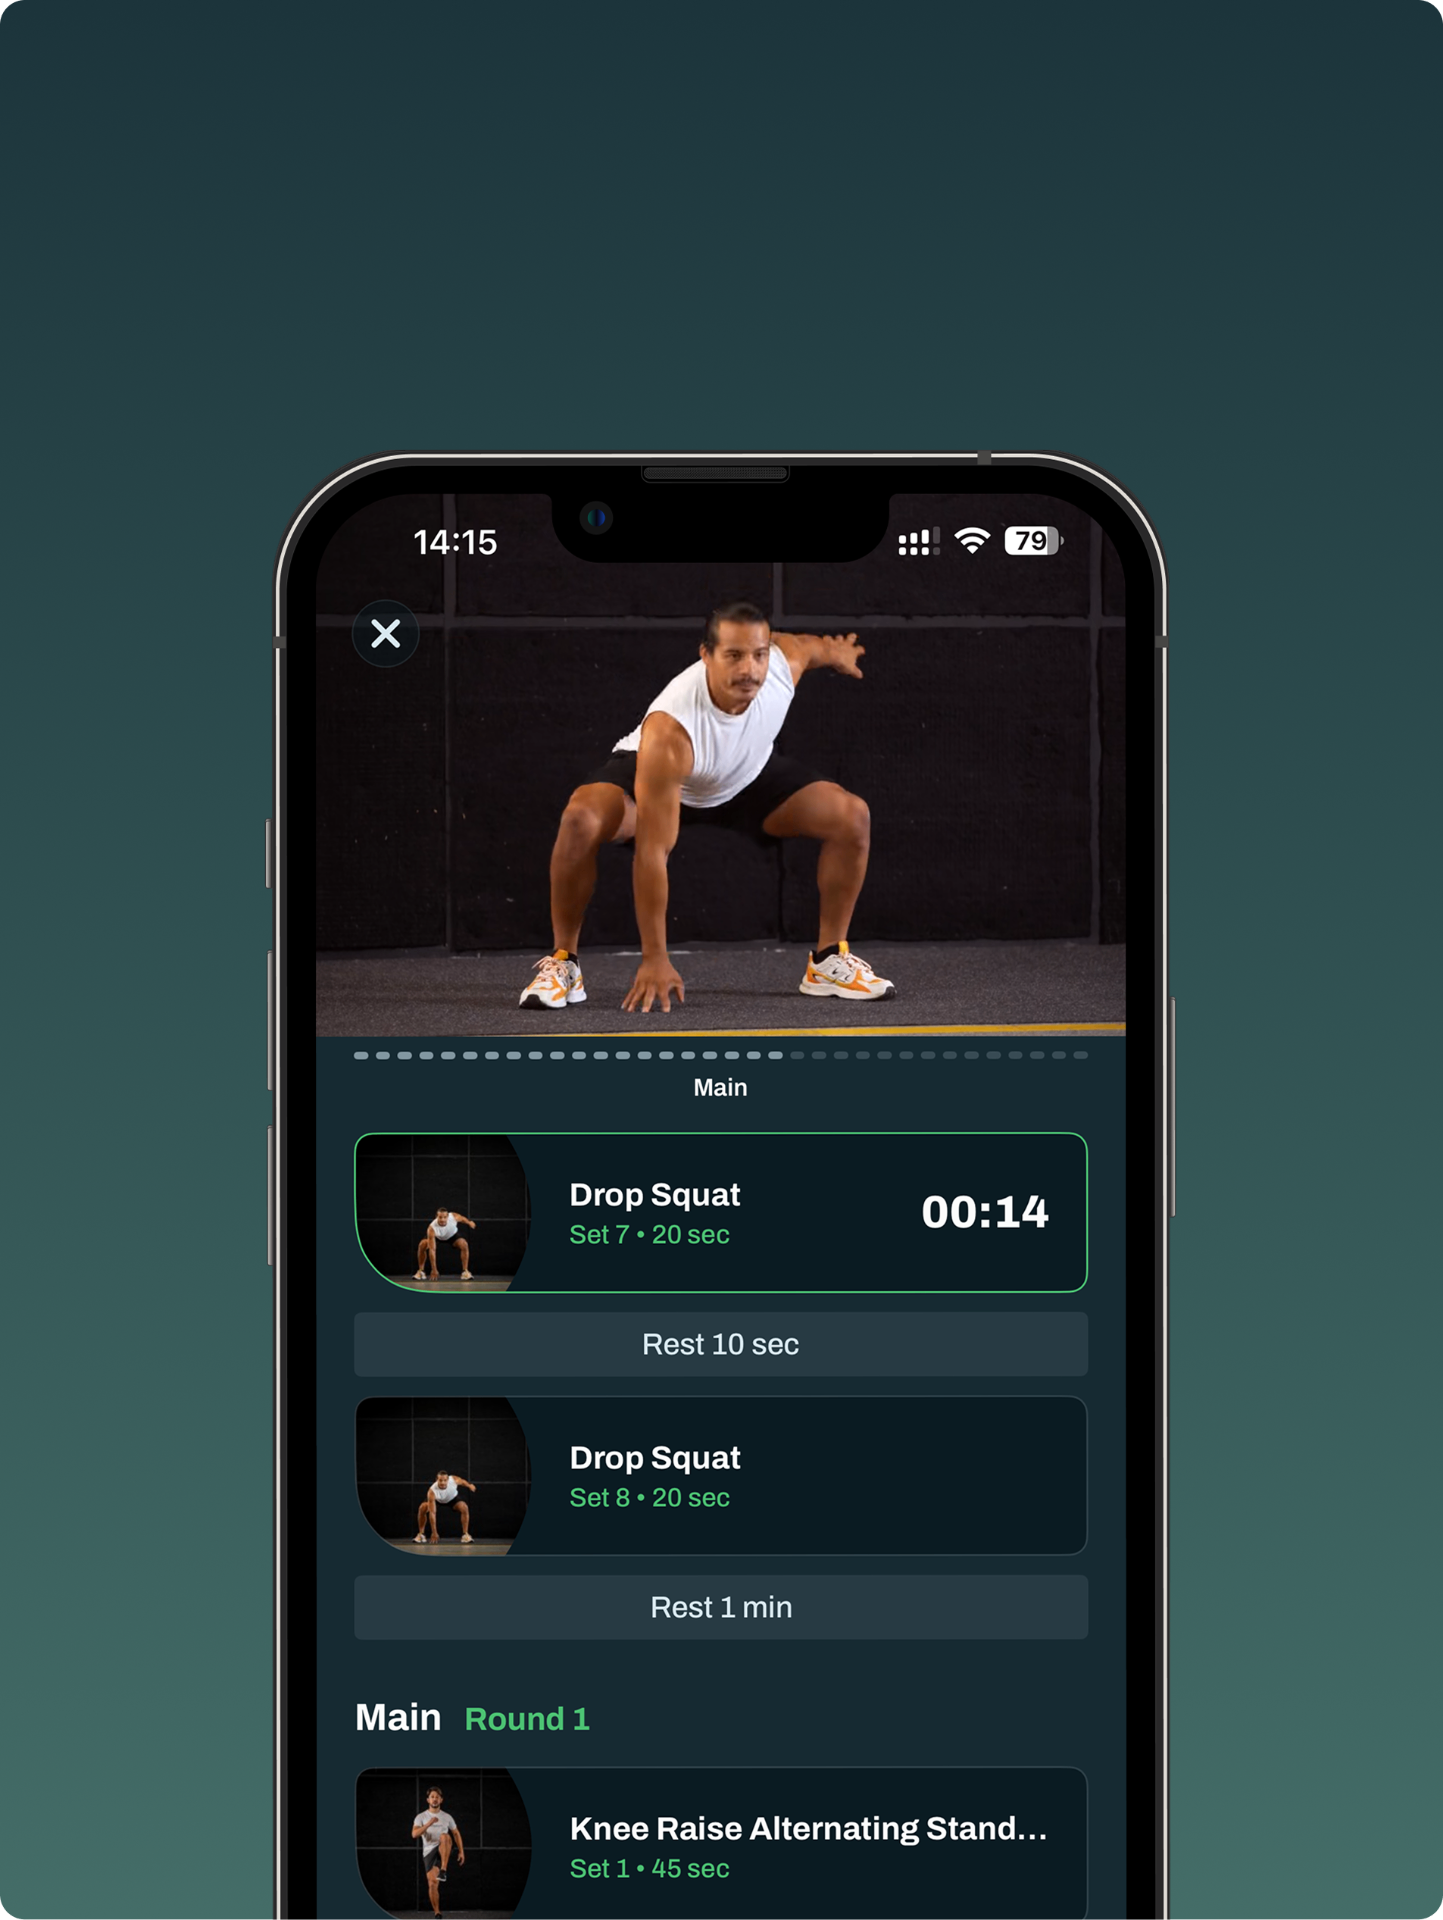 14:15
79
Main
Drop Squat
Set 7 • 20 sec
00:14
Rest 10 sec
Drop Squat
Set 8 • 20 sec
Rest 1 min
Main Round 1
Knee Raise Alternating Stand...
Set 1 • 45 sec